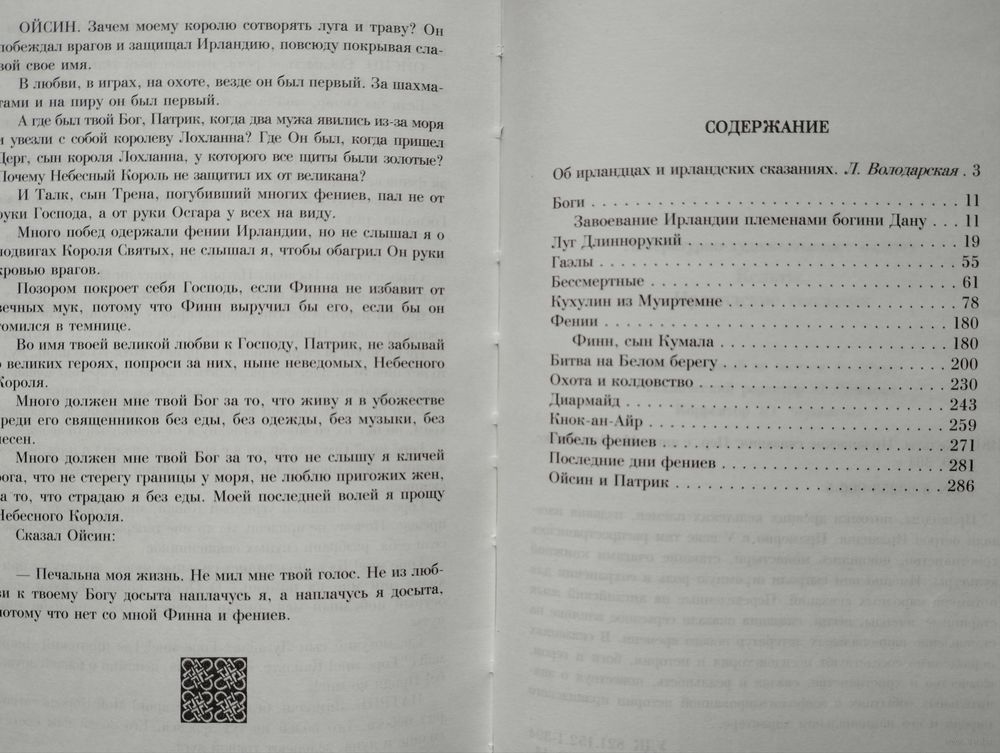 ОЙСИН. Зачем моему королю сотворять луга и траву? Он
побеждал врагов и защищал Ирландию, повсюду покрывая сла-
вой свое имя.
В любви, в играх, на охоте, везде он был первый. За шахма-
тами и на пиру он был первый.
А где был твой Бог, Патрик, когда два мужа явились из-за моря
и увезли с собой королеву Лохланна? Где Он был, когда пришел
Дерг, сын короля Лохланна, у которого все щиты были золотые?
Почему Небесный Король не защитил их от великана?
И Талк, сын Трена, погубивший многих фениев, пал не от
руки Господа, а от руки Осгара у всех на виду.
Много побед одержали фении Ирландии, но не слышал я о
подвигах Короля Святых, не слышал я, чтобы обагрил Он руки
кровью врагов.
Позором покроет себя Господь, если Финна не избавит от
вечных мук, потому что Финн выручил бы его, если бы он
томился в темнице.
Во имя твоей великой любви к Господу, Патрик, не забывай
о великих героях, попроси за них, ныне неведомых, Небесного
Короля.
Много должен мне твой Бог за то, что живу я в убожестве
среди его священников без еды, без одежды, без музыки, без
песен.
Много должен мне твой Бог за то, что не слышу я кличей
рога, что не стерегу границы у моря, не люблю пригожих жен,
за то, что страдаю я без еды. Моей последней волей я прощу
Небесного Короля.
Сказал Ойсин:
— Печальна моя жизнь. Не мил мне твой голос. Не из люб-
ви к твоему Богу досыта наплачусь я, а наплачусь я досыта,
потому что нет со мной Финна и фениев.
СОДЕРЖАНИЕ
Об ирландцах и ирландских сказаниях. Л. Володарская . 3
Боги . . . . . . . . . . . . . . . . . . . . . . . . . . . . 11
Завоевание Ирландии племенами богини Дану . . . 11
Луг Длиннорукий . . . . . . . . . . . . . . . . . . . . . 19
Гаэлы . . . . . . . . . . . . . . . . . . . . . . . . . . . 55
Бессмертные . . . . . . . . . . . . . . . . . . . . . . . 61
Кухулин из Муиртемне . . . . . . . . . . . . . . . . . . 78
Фении . . . . . . . . . . . . . . . . . . . . . . . . . . 180
Финн, сын Кумала . . . . . . . . . . . . . . . . . . . 180
Битва на Белом берегу . . . . . . . . . . . . . . . . . 200
Охота и колдовство . . . . . . . . . . . . . . . . . . . 230
Диармайд . . . . . . . . . . . . . . . . . . . . . . . . 243
Кнок-ан-Айр . . . . . . . . . . . . . . . . . . . . . . . 259
Гибель фениев . . . . . . . . . . . . . . . . . . . . . . 271
Последние дни фениев . . . . . . . . . . . . . . . . . . 281
Ойсин и Патрик . . . . . . . . . . . . . . . . . . . . . 286